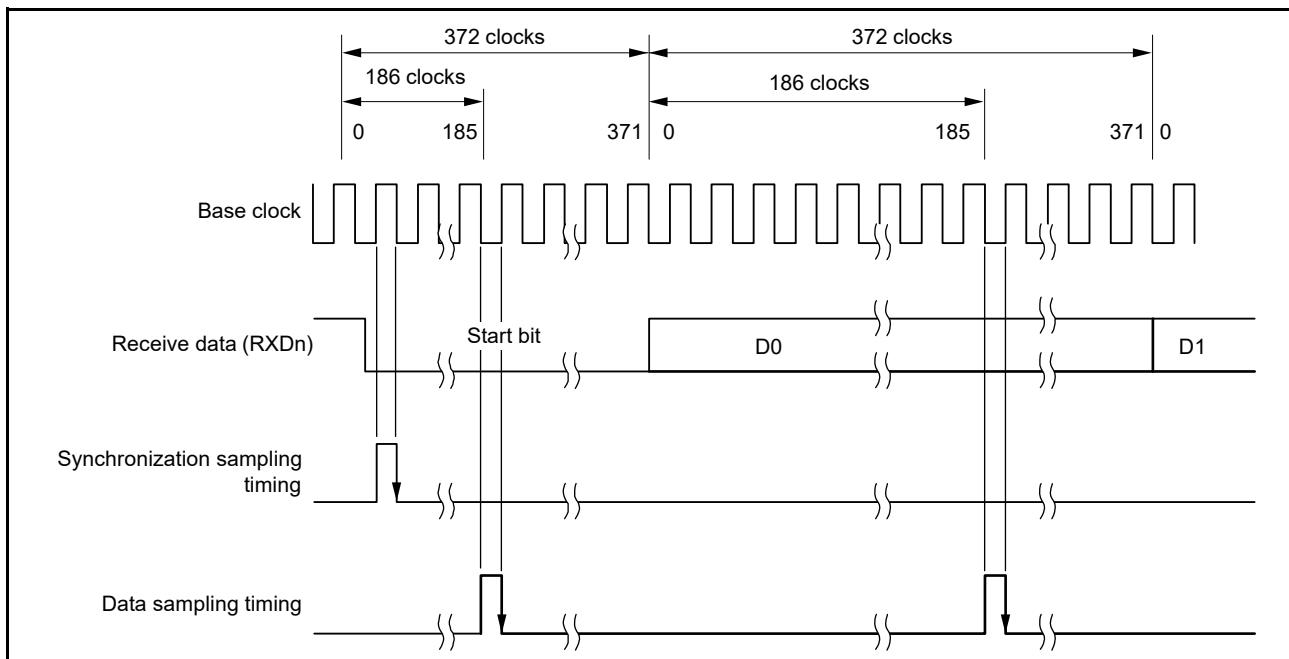 372 clocks
372 clocks
186 clocks
186 clocks
0 185 371 0 185 371 0
Base clock
Receive data (RXDn)
Start bit
D0
D1
Synchronization sampling
timing
Data sampling timing